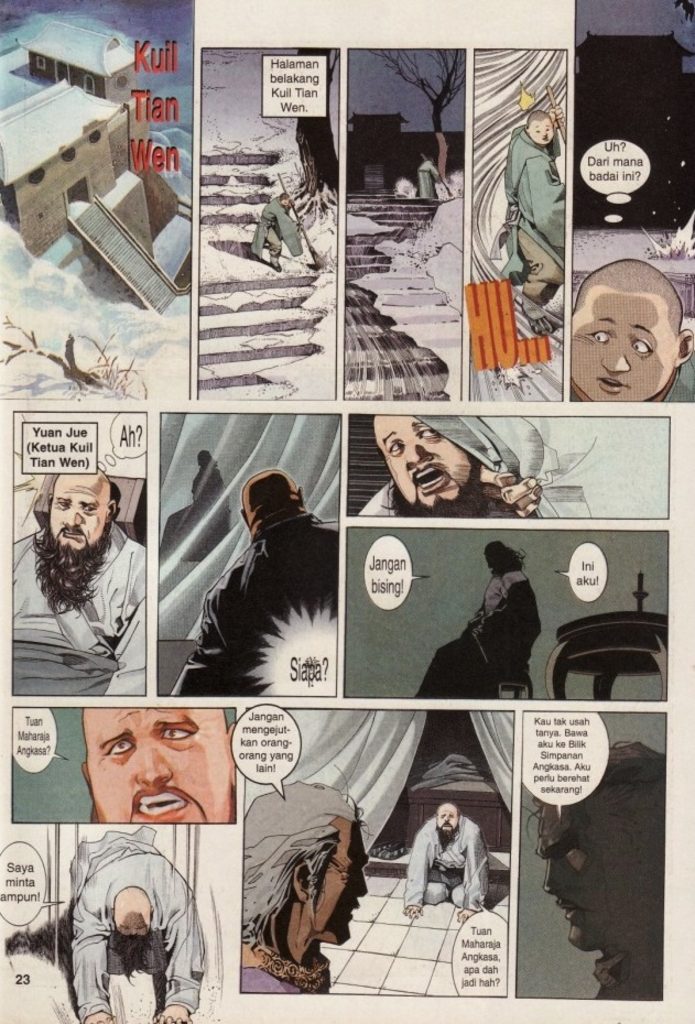 Kuil
Tian
Wen
Halaman
belakang
Kuil Tian
Wen.
HU...
Uh?
Dari mana
badai ini?
Yuan Jue
(Ketua Kuil
Tian Wen)
Ah?
Siapa?
Jangan
bising!
Ini
aku!
Tuan
Maharaja
Angkasa?
Saya
minta
ampun!
Jangan
mengejut-
kan orang-
orang yang
lain!
Tuan
Maharaja
Angkasa,
apa dah
jadi hah?
Kau tak usah
tanya. Bawa
aku ke Bilik
Simpanan
Angkasa. Aku
perlu berehat
sekarang!
23